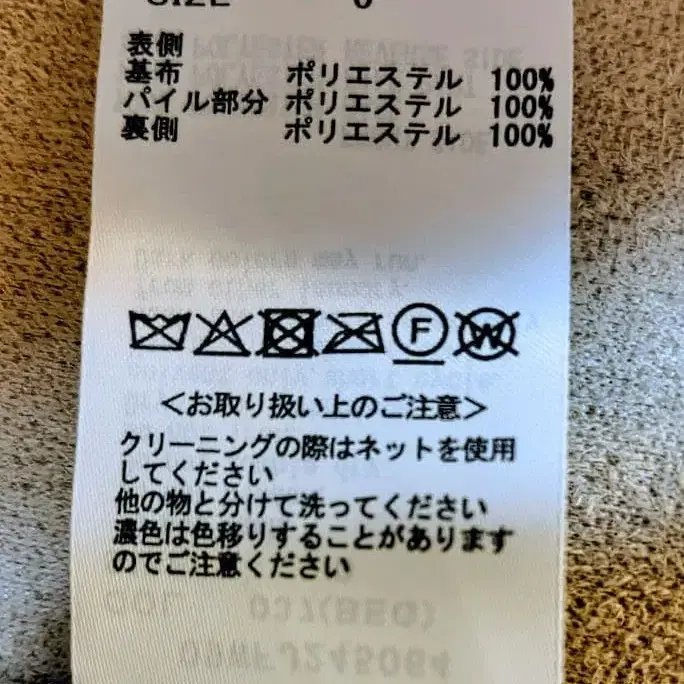 SIZE 0
表側
基布 ポリエステル 100%
パイル部分 ポリエステル 100%
裏側 ポリエステル 100%
F W
<お取り扱い上のご注意>
クリーニングの際はネットを使用
してください
他の物と分けて洗ってください
濃色は色移りすることがあります
のでご注意ください